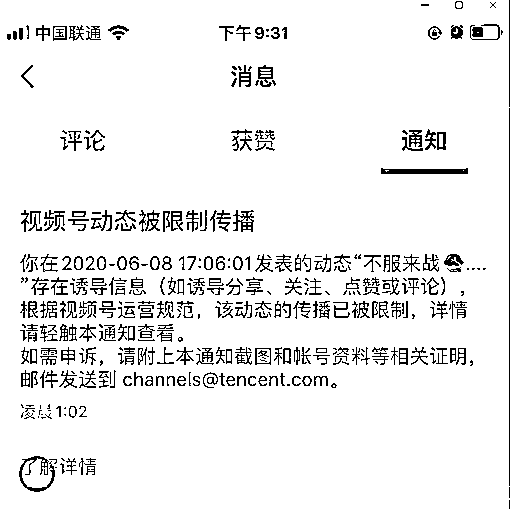 中国联通 下午9:31
消息
评论 获赞 通知
视频号动态被限制传播
你在2020-06-08 17:06:01发表的动态“不服来战....
”存在诱导信息（如诱导分享、关注、点赞或评论），
根据视频号运营规范，该动态的传播已被限制，详情
请轻触本通知查看。
如需申诉，请附上本通知截图和帐号资料等相关证明，
邮件发送到 channels@tencent.com。
凌晨1:02
了解详情